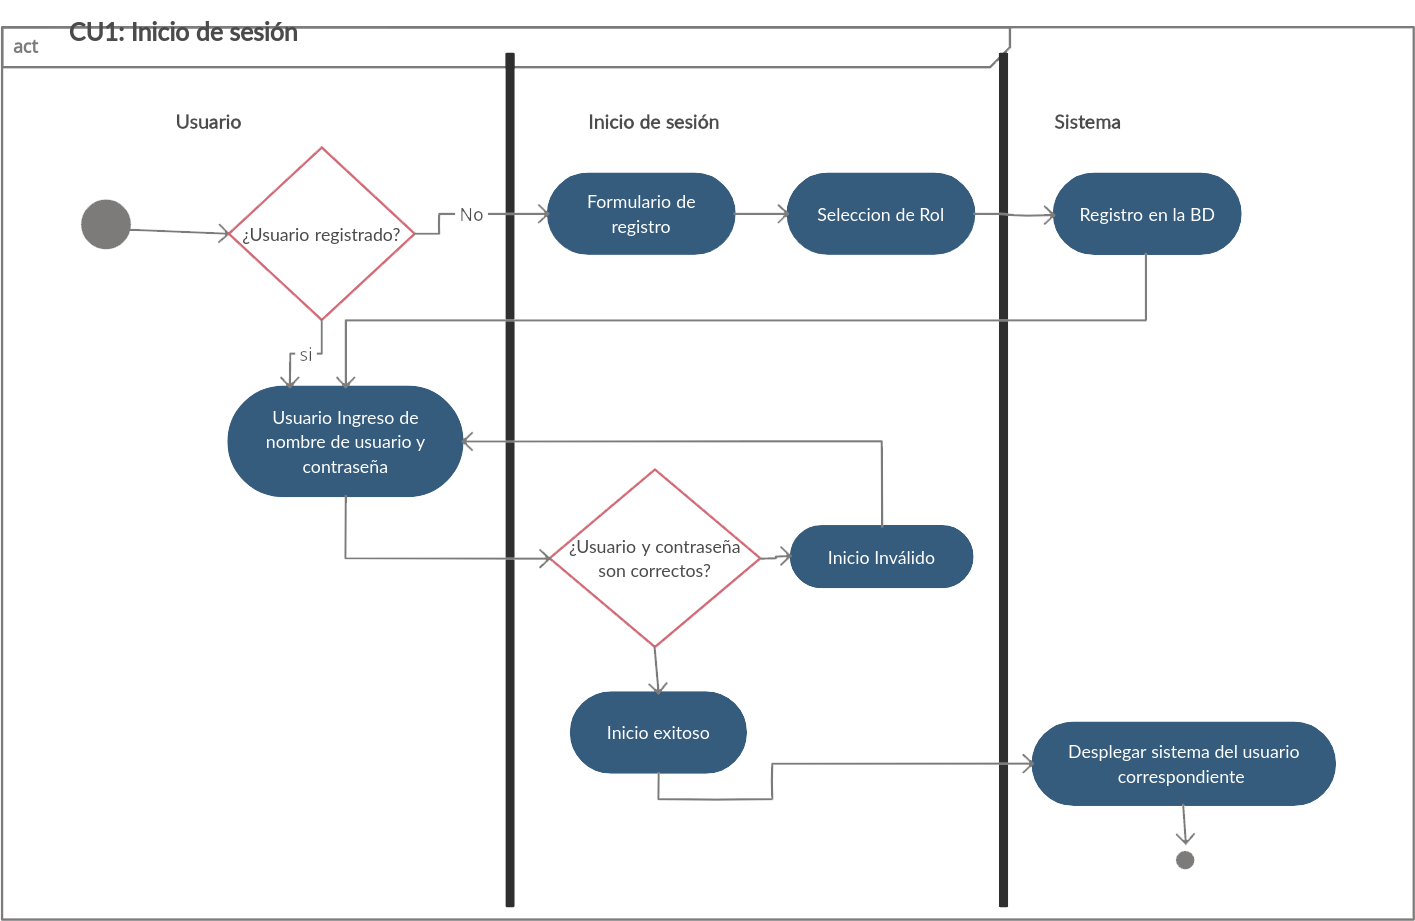 CU1: Inicio de sesión
act
Usuario
Inicio de sesión
Sistema
¿Usuario registrado?
No
Formulario de
registro
Seleccion de Rol
Registro en la BD
si
Usuario Ingreso de
nombre de usuario y
contraseña
¿Usuario y contraseña
son correctos?
Inicio Inválido
Inicio exitoso
Desplegar sistema del usuario
correspondiente